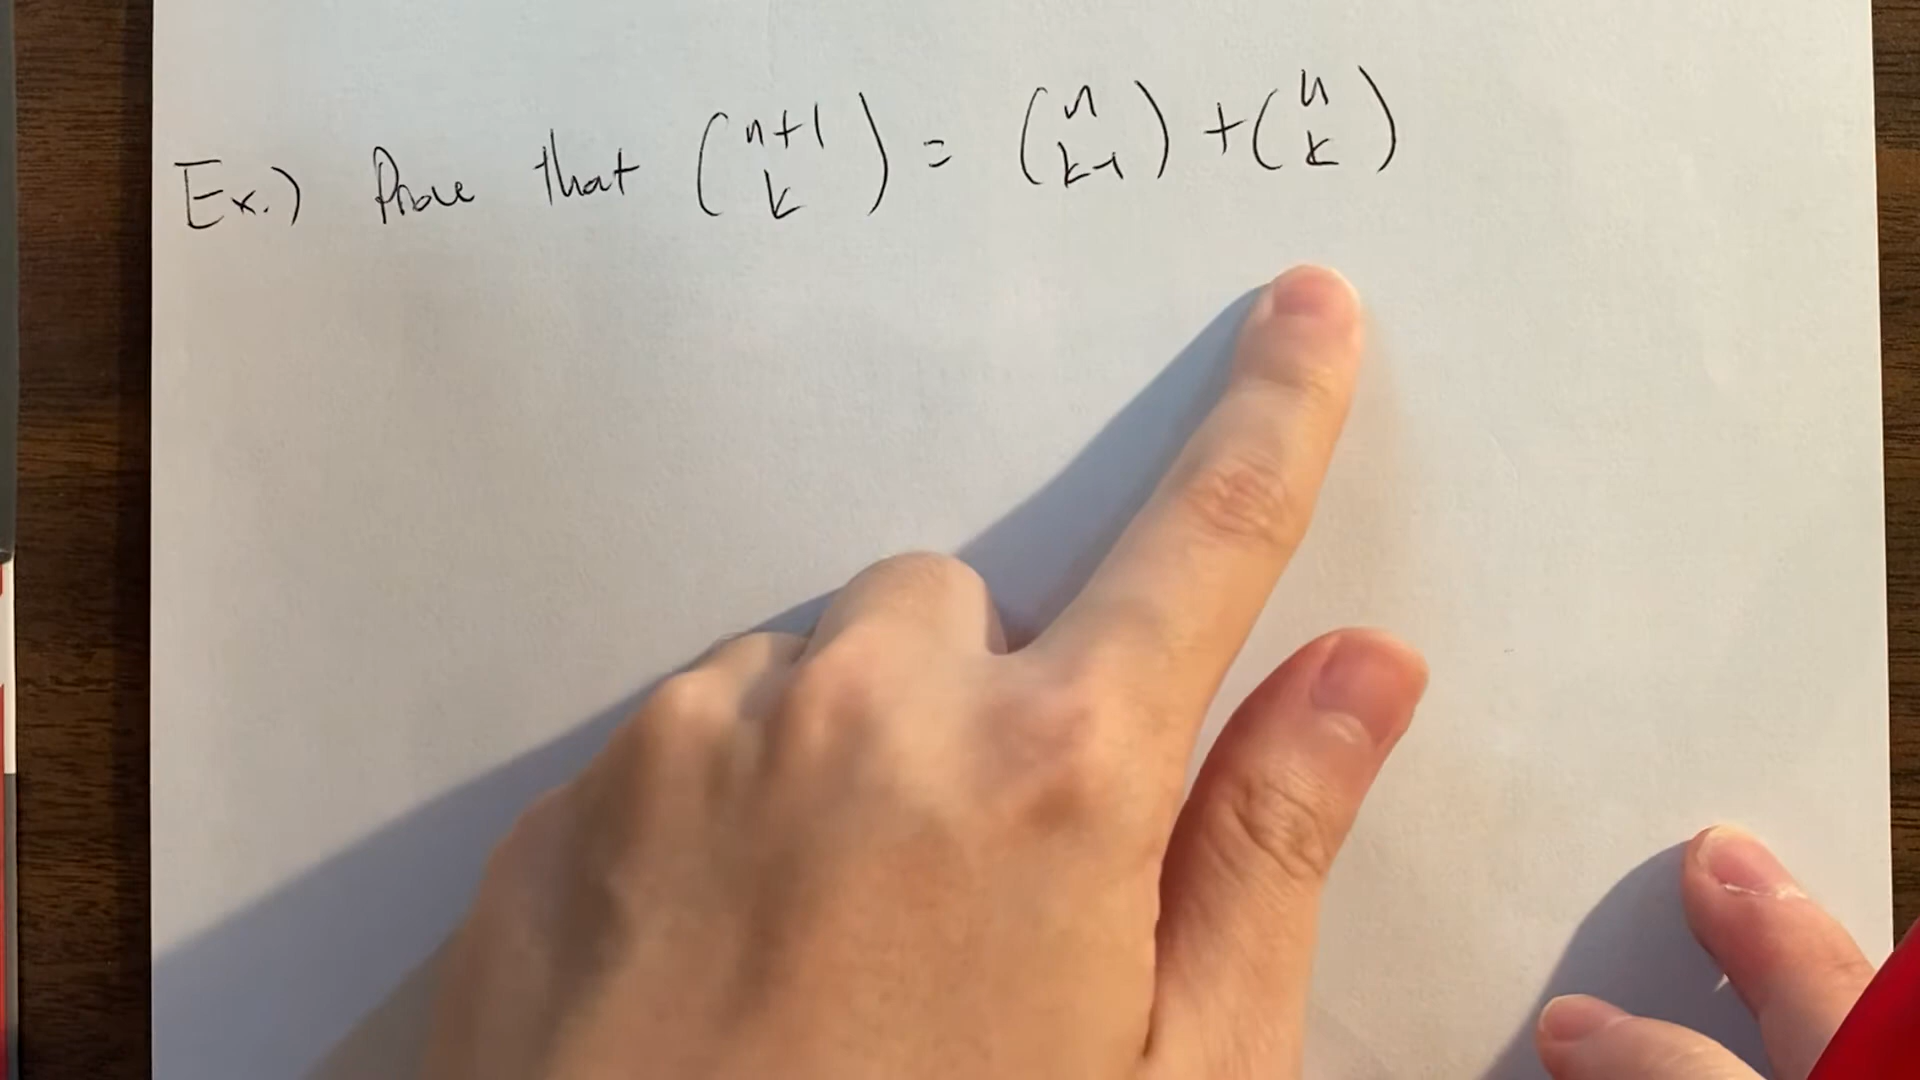 Ex.) Prove that (n+1 k) = (n k-1) + (n k)